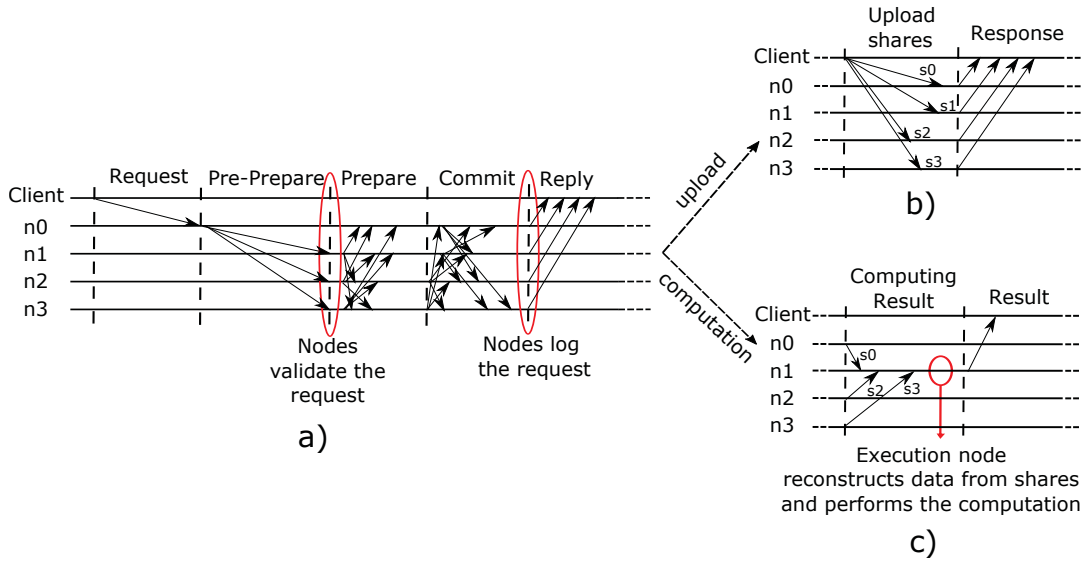 Request
Pre-Prepare
Prepare
Commit
Reply
Client
n0
n1
n2
n3
Nodes
validate the
request
Nodes log
the request
a)
upload
computation
Upload
shares
Response
Client
n0
n1
n2
n3
s0
s1
s2
s3
b)
Computing
Result
Result
Client
n0
n1
n2
n3
s0
s2
s3
Execution node
reconstructs data from shares
and performs the computation
c)